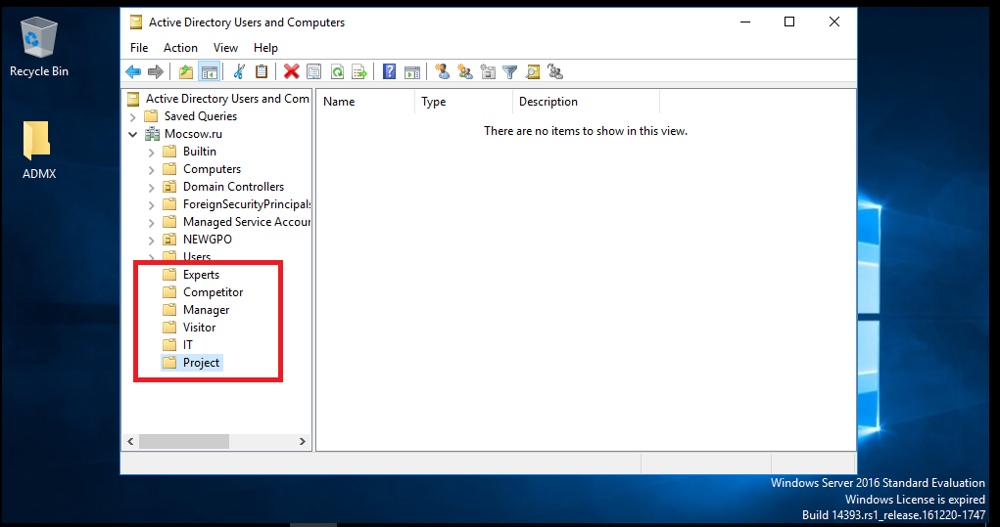 Recycle Bin
ADMX
Active Directory Users and Computers
File Action View Help
Active Directory Users and Com
Saved Queries
Mocsow.ru
Builtin
Computers
Domain Controllers
ForeignSecurityPrincipals
Managed Service Accour
NEWGPO
Users
Experts
Competitor
Manager
Visitor
IT
Project
Name Type Description
There are no items to show in this view.
Windows Server 2016 Standard Evaluation
Windows License is expired
Build 14393.rs1_release.161220-1747